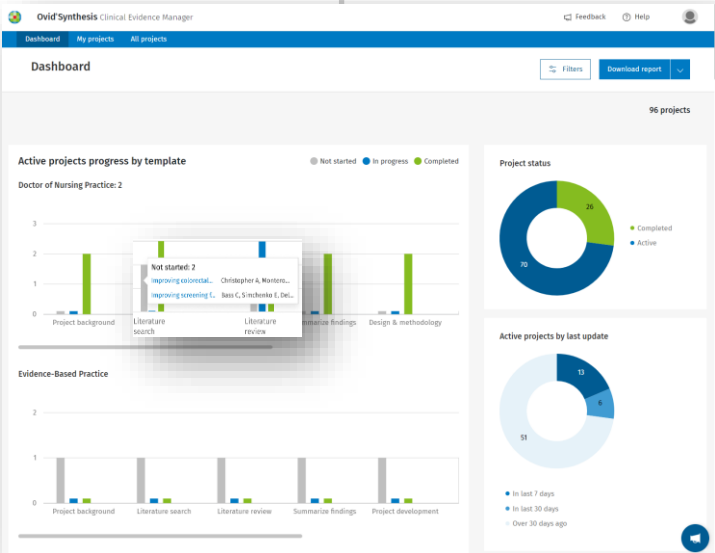 Ovid®Synthesis Clinical Evidence Manager
Feedback
Help
Dashboard My projects All projects
Dashboard
Filters
Download report
96 projects
Active projects progress by template
Not started In progress Completed
Doctor of Nursing Practice: 2
3
2
1
0
Project background
Not started: 2
Improving colorectal... Christopher A, Montero...
Improving screening f... Bass C, Simchenko E, Del...
Literature search
Literature review
mmarize findings
Design & methodology
Evidence-Based Practice
2
1
0
Project background Literature search Literature review Summarize findings Project development
Project status
26
70
Completed
Active
Active projects by last update
13
6
51
In last 7 days
In last 30 days
Over 30 days ago